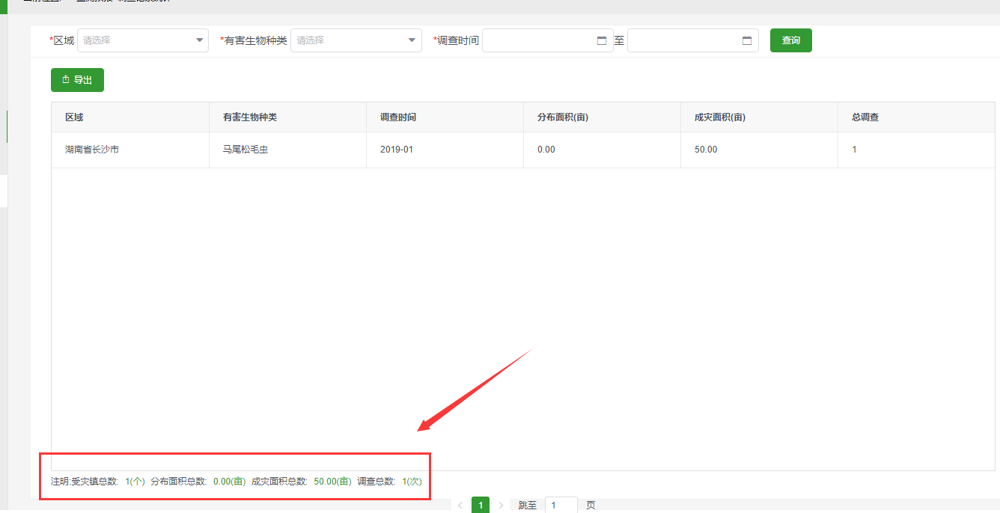 *区域 请选择 *有害生物种类 请选择 *调查时间 至 查询
导出
区域 有害生物种类 调查时间 分布面积(亩) 成灾面积(亩) 总调查
湖南省长沙市 马尾松毛虫 2019-01 0.00 50.00 1
注明:受灾镇总数: 1(个) 分布面积总数: 0.00(亩) 成灾面积总数: 50.00(亩) 调查总数: 1(次)
1 跳至 1 页